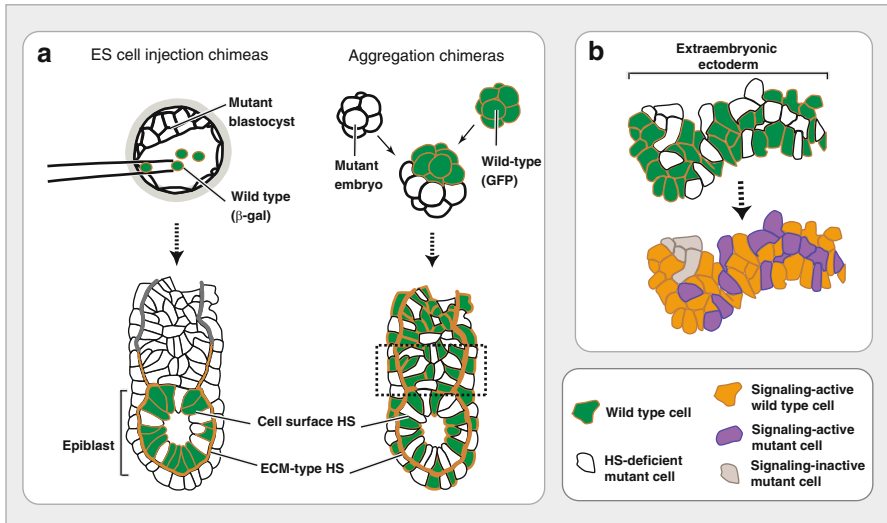 a
ES cell injection chimeas
Aggregation chimeras
Mutant
blastocyst
Wild type
(β-gal)
Mutant
embryo
Wild-type
(GFP)
Epiblast
Cell surface HS
ECM-type HS
b
Extraembryonic
ectoderm
Wild type cell
HS-deficient
mutant cell
Signaling-active
wild type cell
Signaling-active
mutant cell
Signaling-inactive
mutant cell